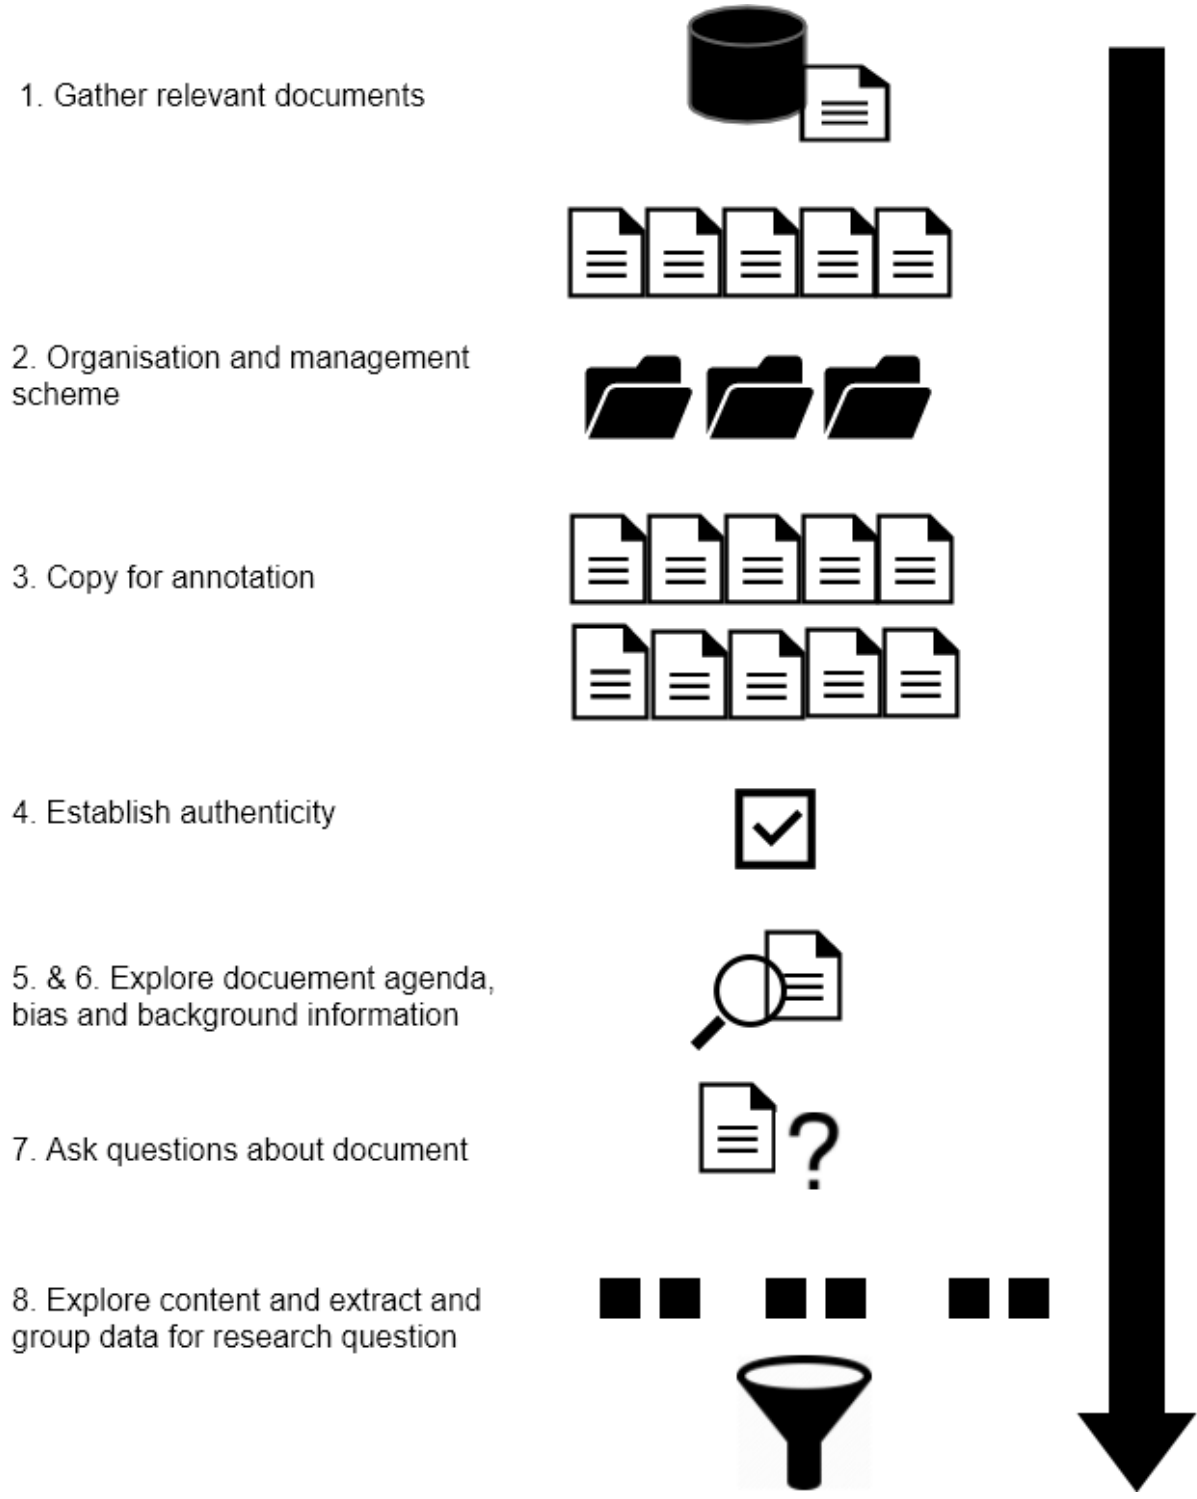 1. Gather relevant documents
2. Organisation and management
scheme
3. Copy for annotation
4. Establish authenticity
5. & 6. Explore docuement agenda,
bias and background information
7. Ask questions about document
?
8. Explore content and extract and
group data for research question